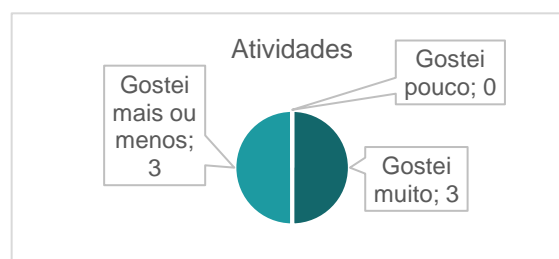 Atividades
Gostei
pouco; 0
Gostei
mais ou
menos;
3
Gostei
muito; 3